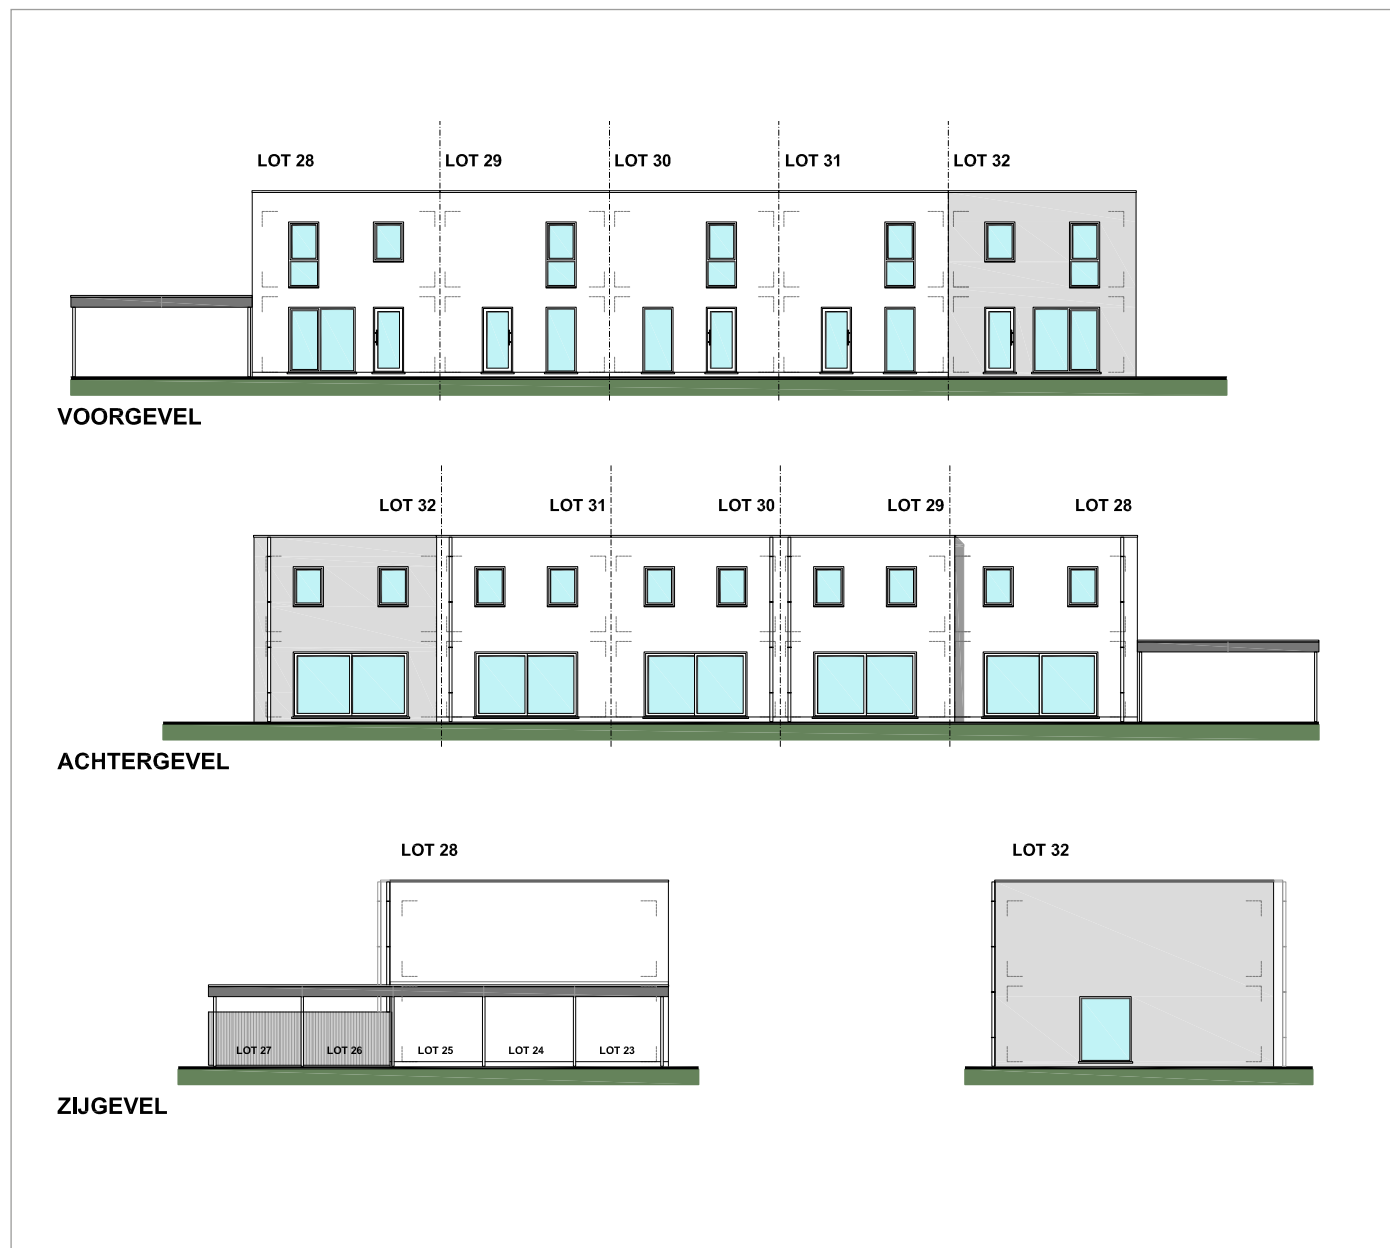 LOT 28 LOT 29 LOT 30 LOT 31 LOT 32
VOORGEVEL
LOT 32 LOT 31 LOT 30 LOT 29 LOT 28
ACHTERGEVEL
LOT 28 LOT 32
LOT 27 LOT 26 LOT 25 LOT 24 LOT 23
ZIJGEVEL